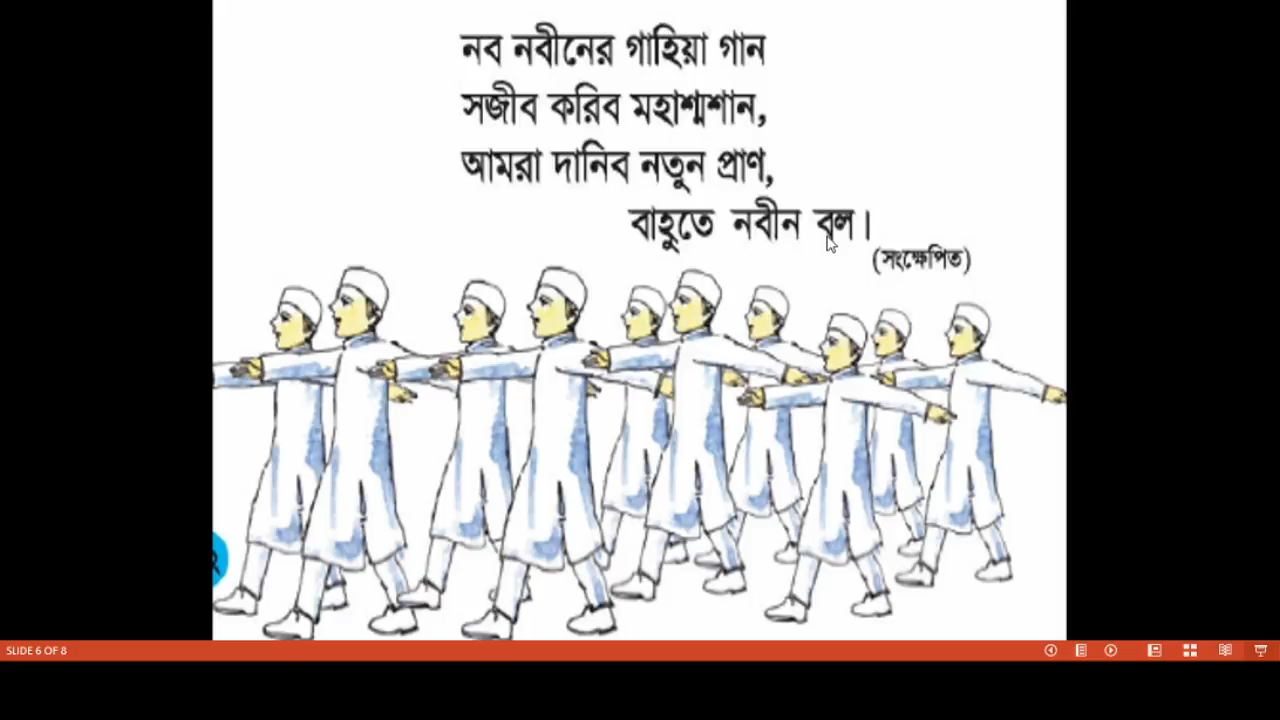 নব নবীনের গাহিয়া গান
সজীব করিব মহাশ্মশান,
আমরা দানিব নতুন প্রাণ,
বাহুতে নবীন বল।
(সংক্ষেপিত)
SLIDE 6 OF 8